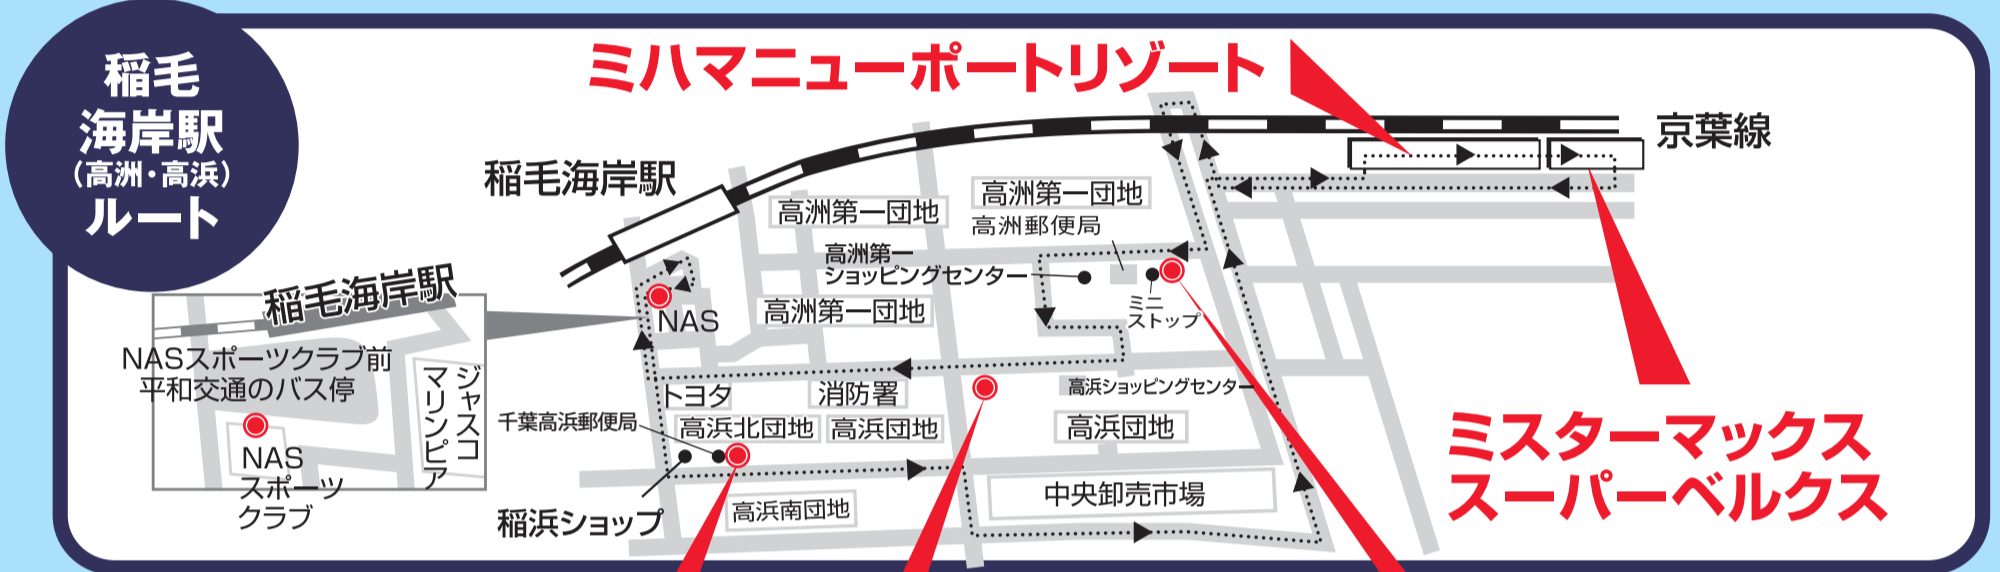 稲毛
海岸駅
（高洲・高浜）
ルート
ミハマニューポートリゾート
京葉線
稲毛海岸駅
高洲第一団地
高洲第一団地
高洲郵便局
高洲第一
ショッピングセンター
ミニ
ストップ
高洲第一団地
NAS
稲毛海岸駅
NASスポーツクラブ前
平和交通のバス停
ジャスコ
マリンピア
NAS
スポーツ
クラブ
トヨタ
消防署
高浜ショッピングセンター
千葉高浜郵便局
高浜北団地
高浜団地
高浜団地
ミスターマックス
スーパーベルクス
稲浜ショップ
高浜南団地
中央卸売市場